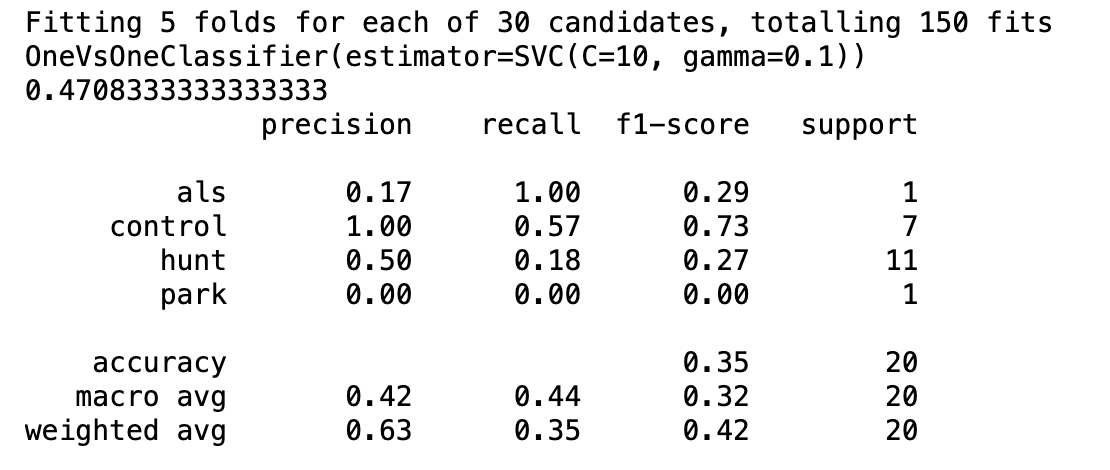 Fitting 5 folds for each of 30 candidates, totalling 150 fits
OneVsOneClassifier(estimator=SVC(C=10, gamma=0.1))
0.4708333333333333
precision recall f1-score support
als 0.17 1.00 0.29 1
control 1.00 0.57 0.73 7
hunt 0.50 0.18 0.27 11
park 0.00 0.00 0.00 1
accuracy 0.35 20
macro avg 0.42 0.44 0.32 20
weighted avg 0.63 0.35 0.42 20